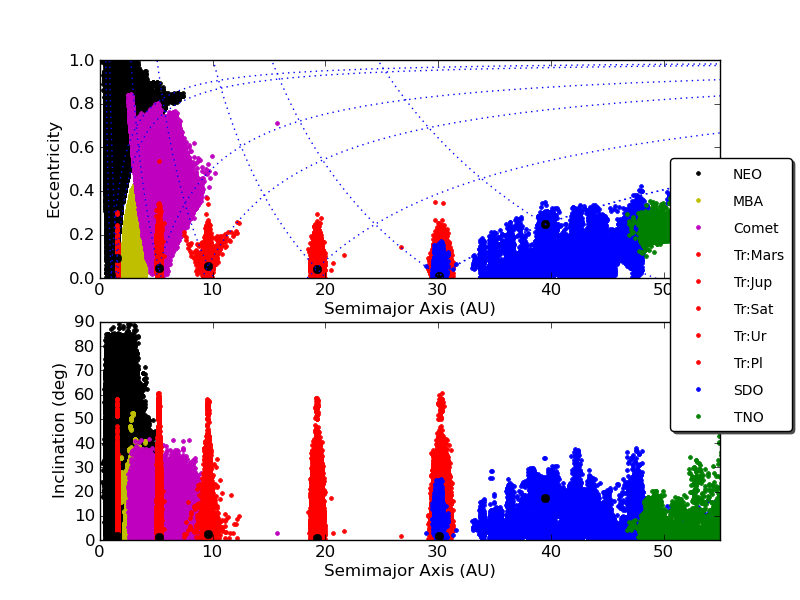 1.0
0.8
0.6
0.4
0.2
0.0
Eccentricity
0 10 20 30 40 50
Semimajor Axis (AU)
90
80
70
60
50
40
30
20
10
0
Inclination (deg)
0 10 20 30 40 50
Semimajor Axis (AU)
NEO
MBA
Comet
Tr:Mars
Tr:Jup
Tr:Sat
Tr:Ur
Tr:Pl
SDO
TNO